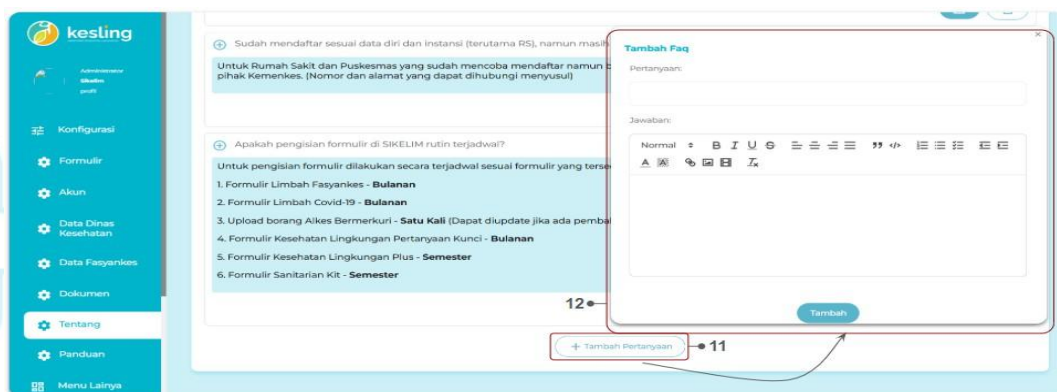 kesling
Administrator
Sikelim
profil
Konfigurasi
Formulir
Akun
Data Dinas
Kesehatan
Data Fasyankes
Dokumen
Tentang
Panduan
Menu Lainya
Sudah mendaftar sesuai data diri dan instansi (terutama RS), namun masih
Untuk Rumah Sakit dan Puskesmas yang sudah mencoba mendaftar namun
pihak Kemenkes. (Nomor dan alamat yang dapat dihubungi menyusul)
Apakah pengisian formulir di SIKELIM rutin terjadwal?
Untuk pengisian formulir dilakukan secara terjadwal sesuai formulir yang
1. Formulir Limbah Fasyankes - Bulanan
2. Formulir Limbah Covid-19 - Bulanan
3. Upload borang Alkes Bermerkuri - Satu Kali (Dapat diupdate jika ada
4. Formulir Kesehatan Lingkungan Pertanyaan Kunci - Bulanan
5. Formulir Kesehatan Lingkungan Plus - Semester
6. Formulir Sanitarian Kit - Semester
+ Tambah Pertanyaan
11
12
Tambah Faq
Pertanyaan:
Jawaban:
Normal
Tambah